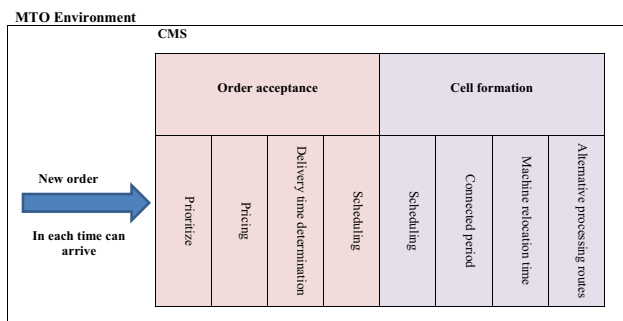 MTO Environment
CMS
Order acceptance
Cell formation
New order
In each time can
arrive
Prioritize
Pricing
Delivery time determination
Scheduling
Scheduling
Connected period
Machine relocation time
Alternative processing routes